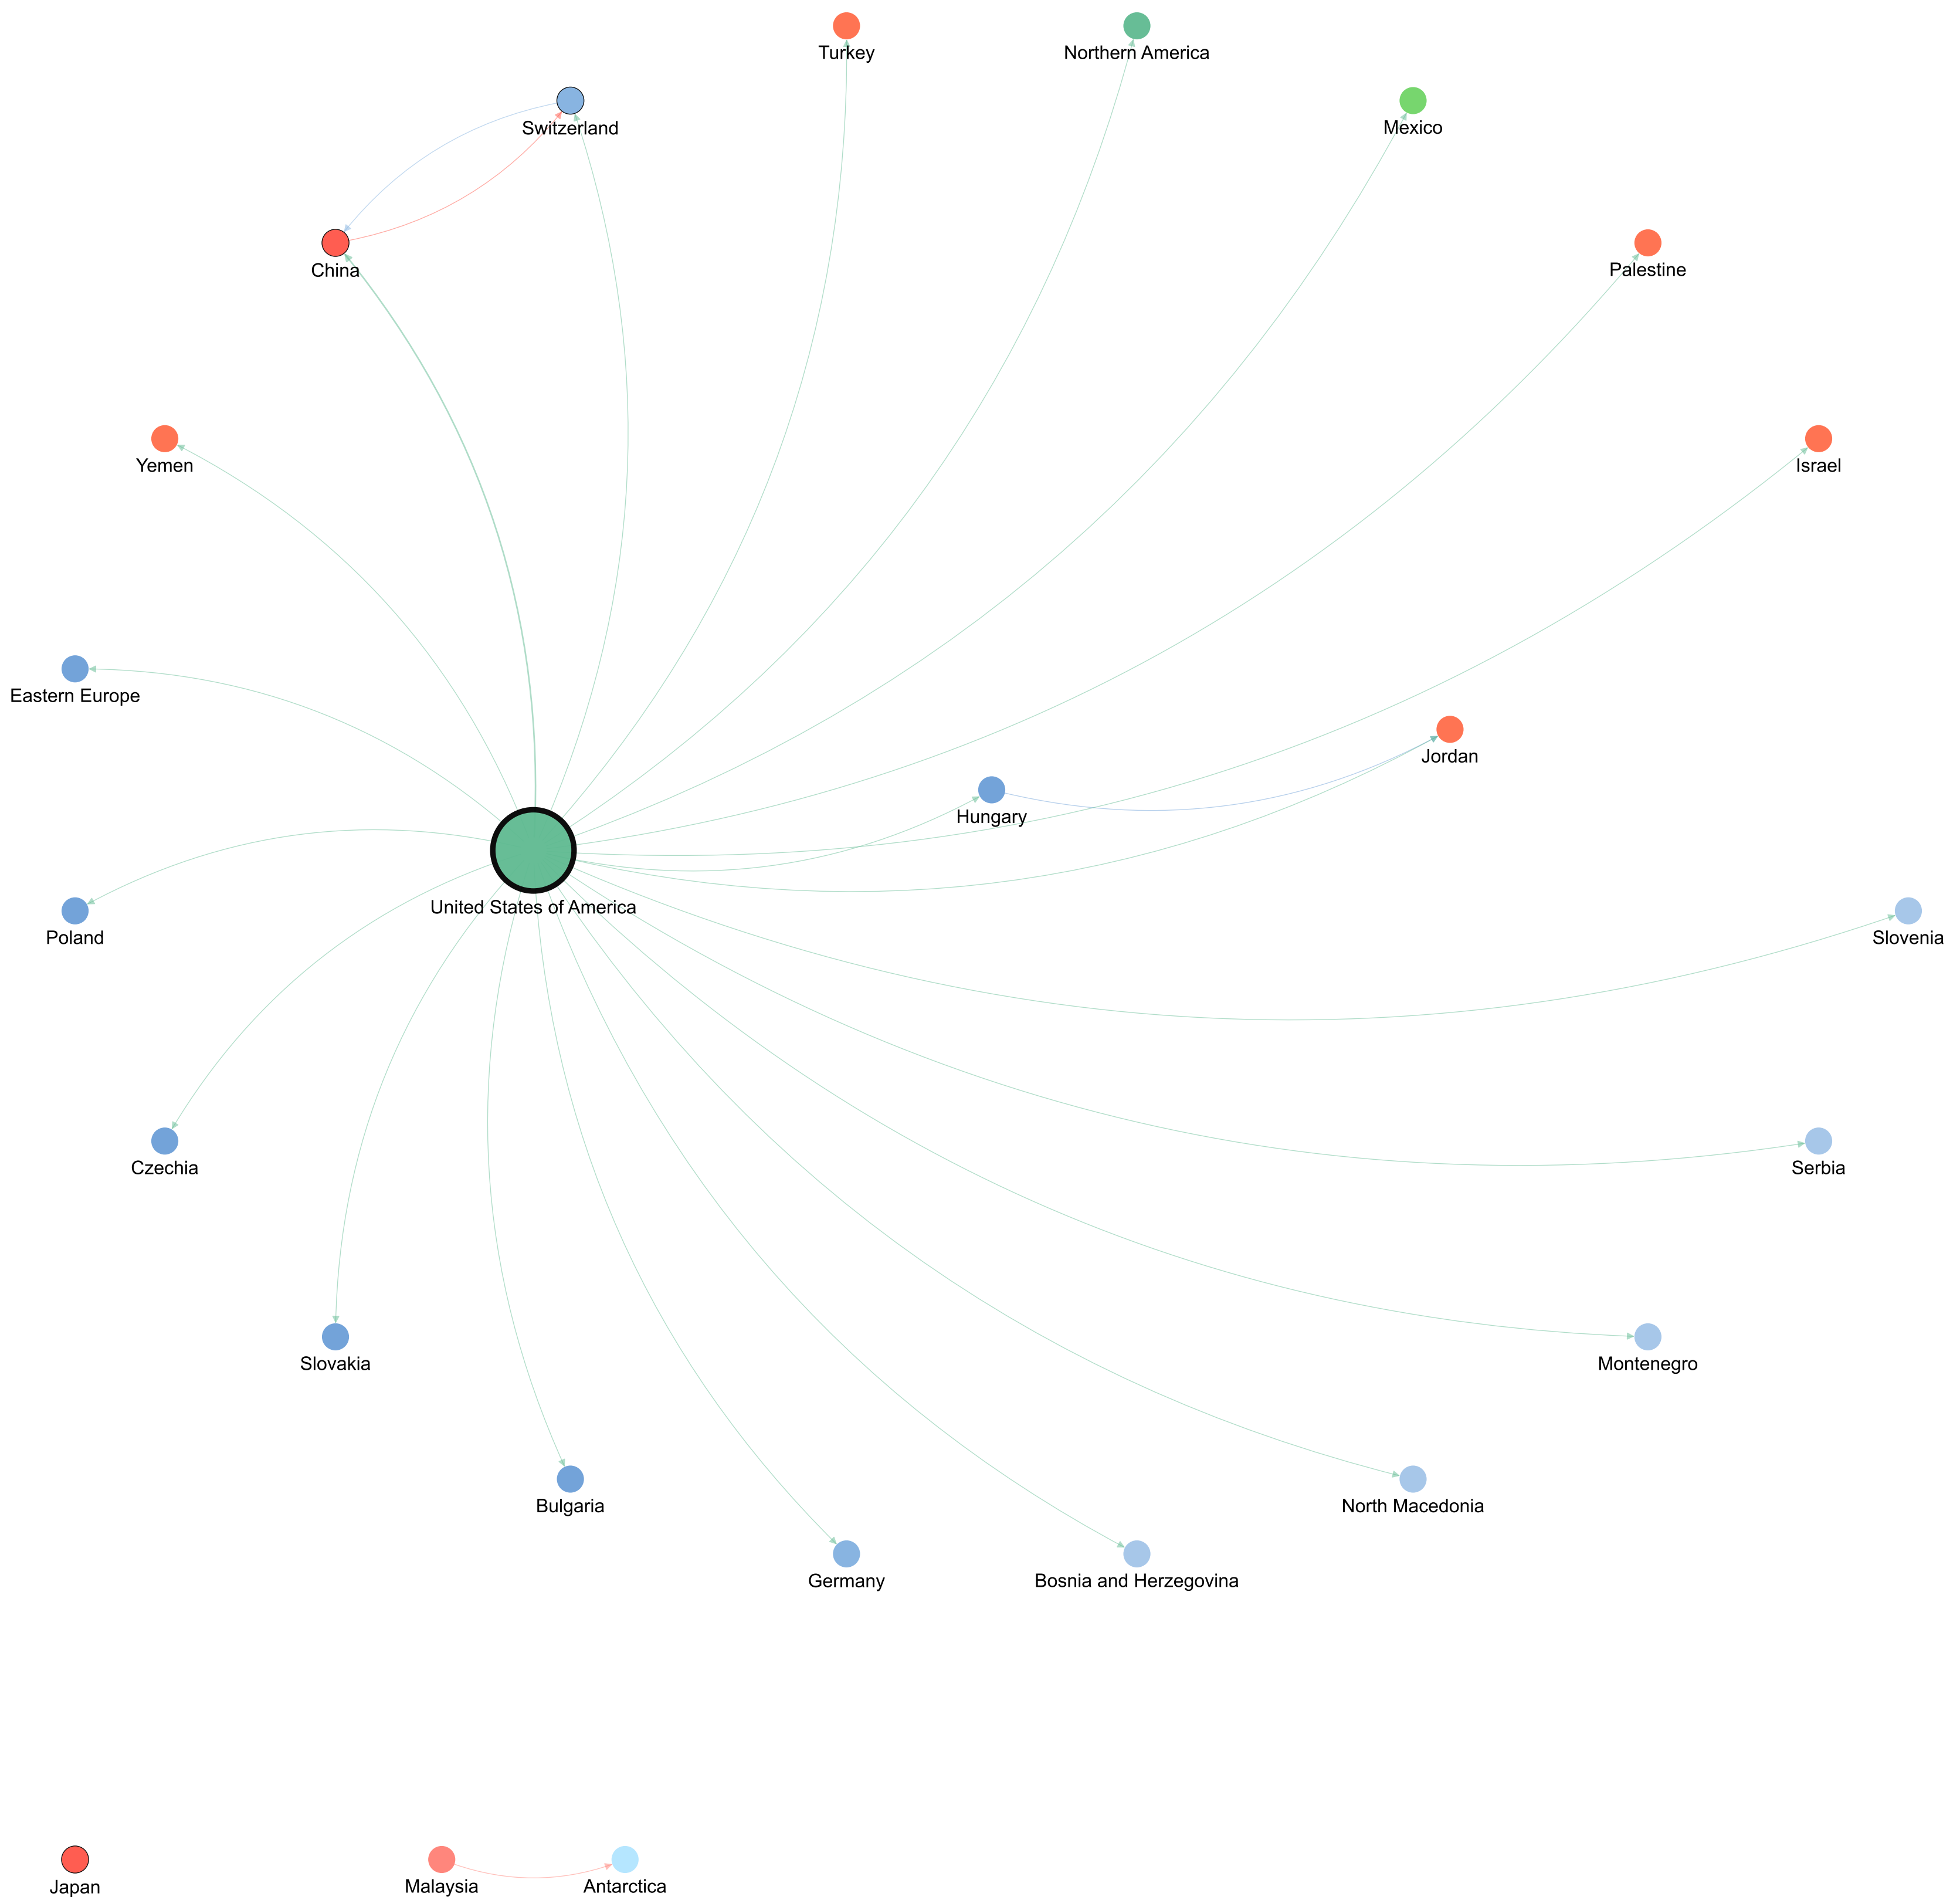 Turkey
Northern America
Switzerland
Mexico
China
Palestine
Yemen
Israel
Eastern Europe
Jordan
Hungary
United States of America
Poland
Slovenia
Czechia
Serbia
Slovakia
Montenegro
Bulgaria
North Macedonia
Germany
Bosnia and Herzegovina
Japan
Malaysia
Antarctica